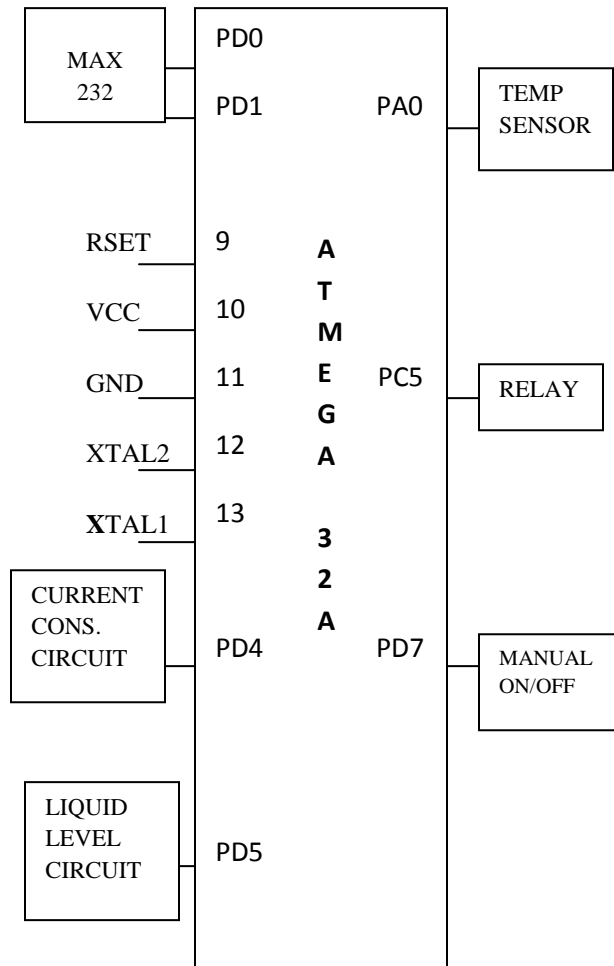 MAX
232
PD0
PD1
PA0
TEMP
SENSOR
RSET
9
VCC
10
GND
11
XTAL2
12
XTAL1
13
A
T
M
E
G
A
3
2
A
PC5
RELAY
CURRENT
CONS.
CIRCUIT
PD4
PD7
MANUAL
ON/OFF
LIQUID
LEVEL
CIRCUIT
PD5